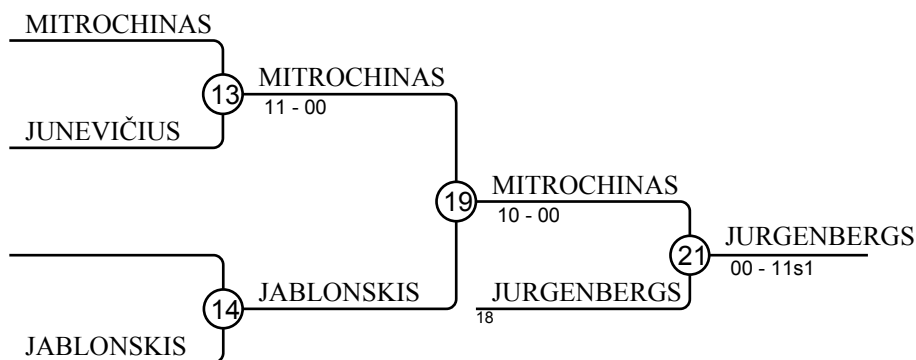 MITROCHINAS
13
MITROCHINAS
11 - 00
JUNEVIČIUS
19
MITROCHINAS
10 - 00
21
JURGENBERGS
00 - 11s1
14
JABLONSKIS
JURGENBERGS
18
JABLONSKIS